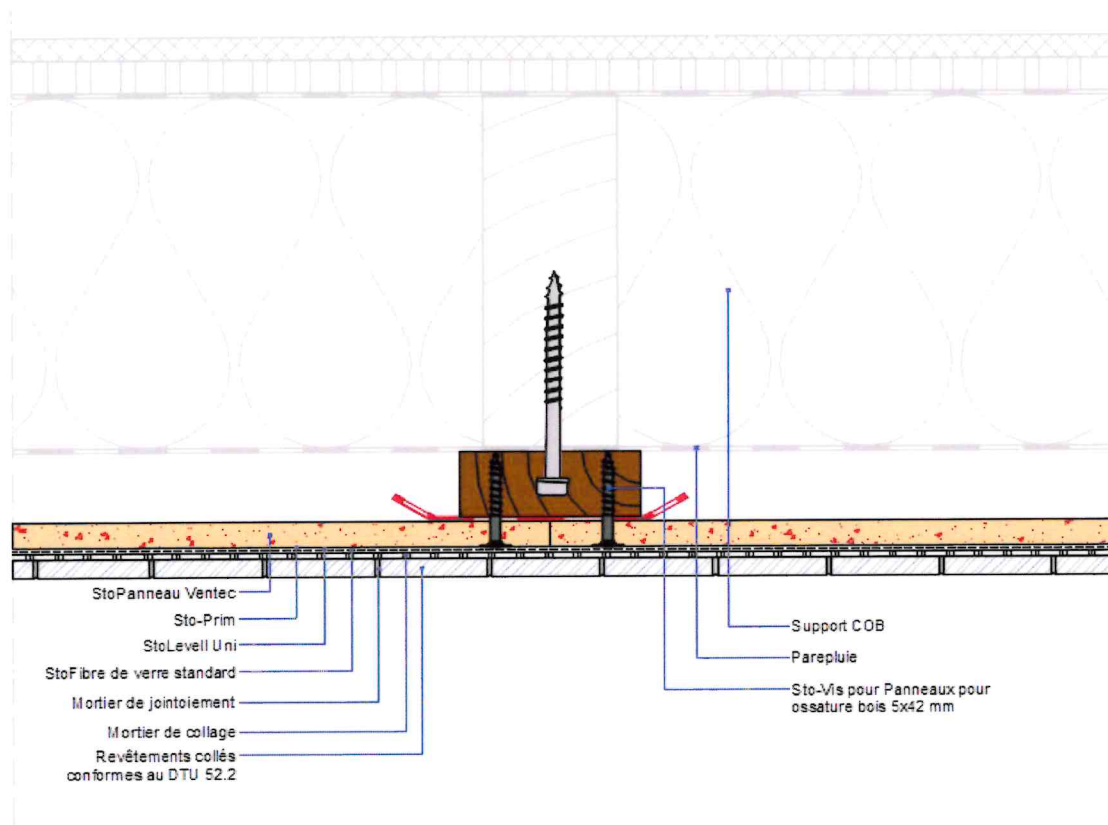 StoPanneau Ventec
Sto-Prim
StoLevell Uni
StoFibre de verre standard
Mortier de jointoiement
Mortier de collage
Revêtements collés
conformes au DTU 52.2
Support COB
Parepluie
Sto-Vis pour Panneaux pour
ossature bois 5x42 mm